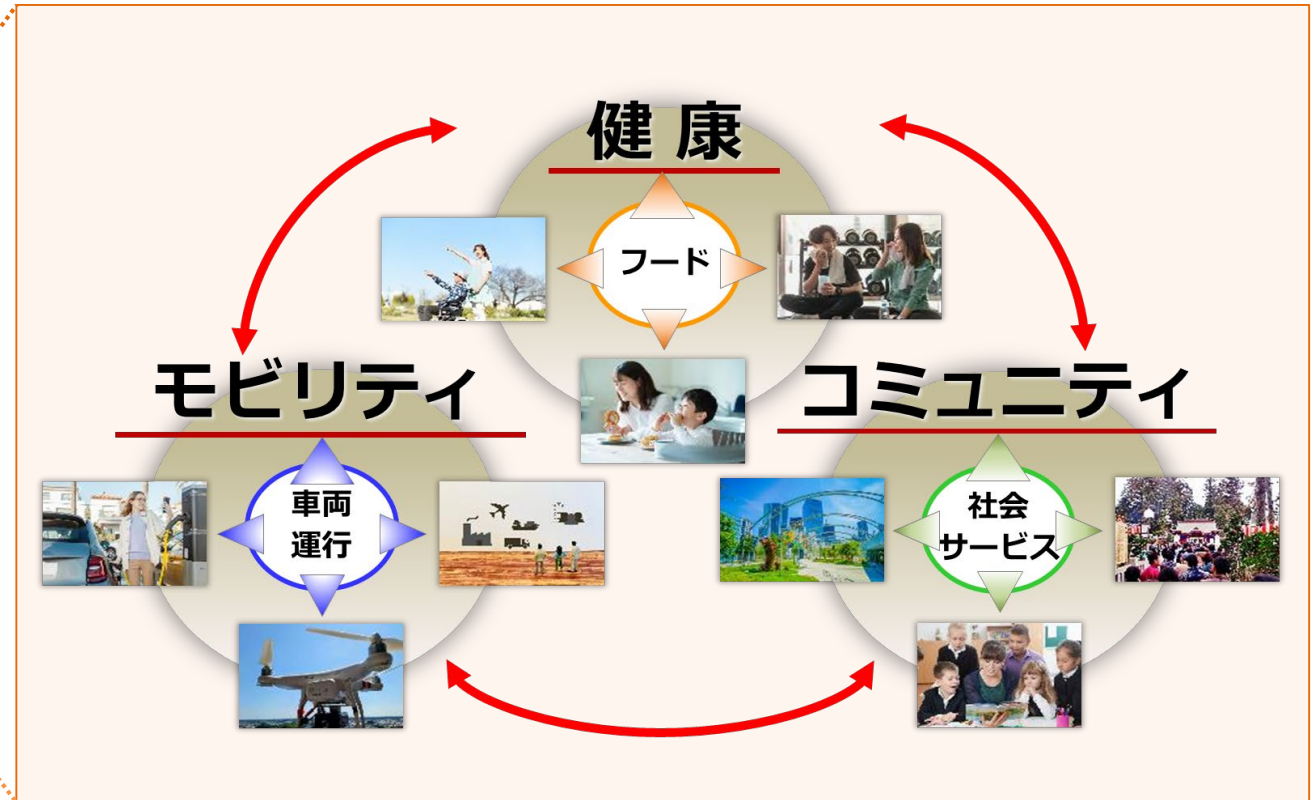 健 康
フード
モビリティ
車両
運行
コミュニティ
社会
サービス